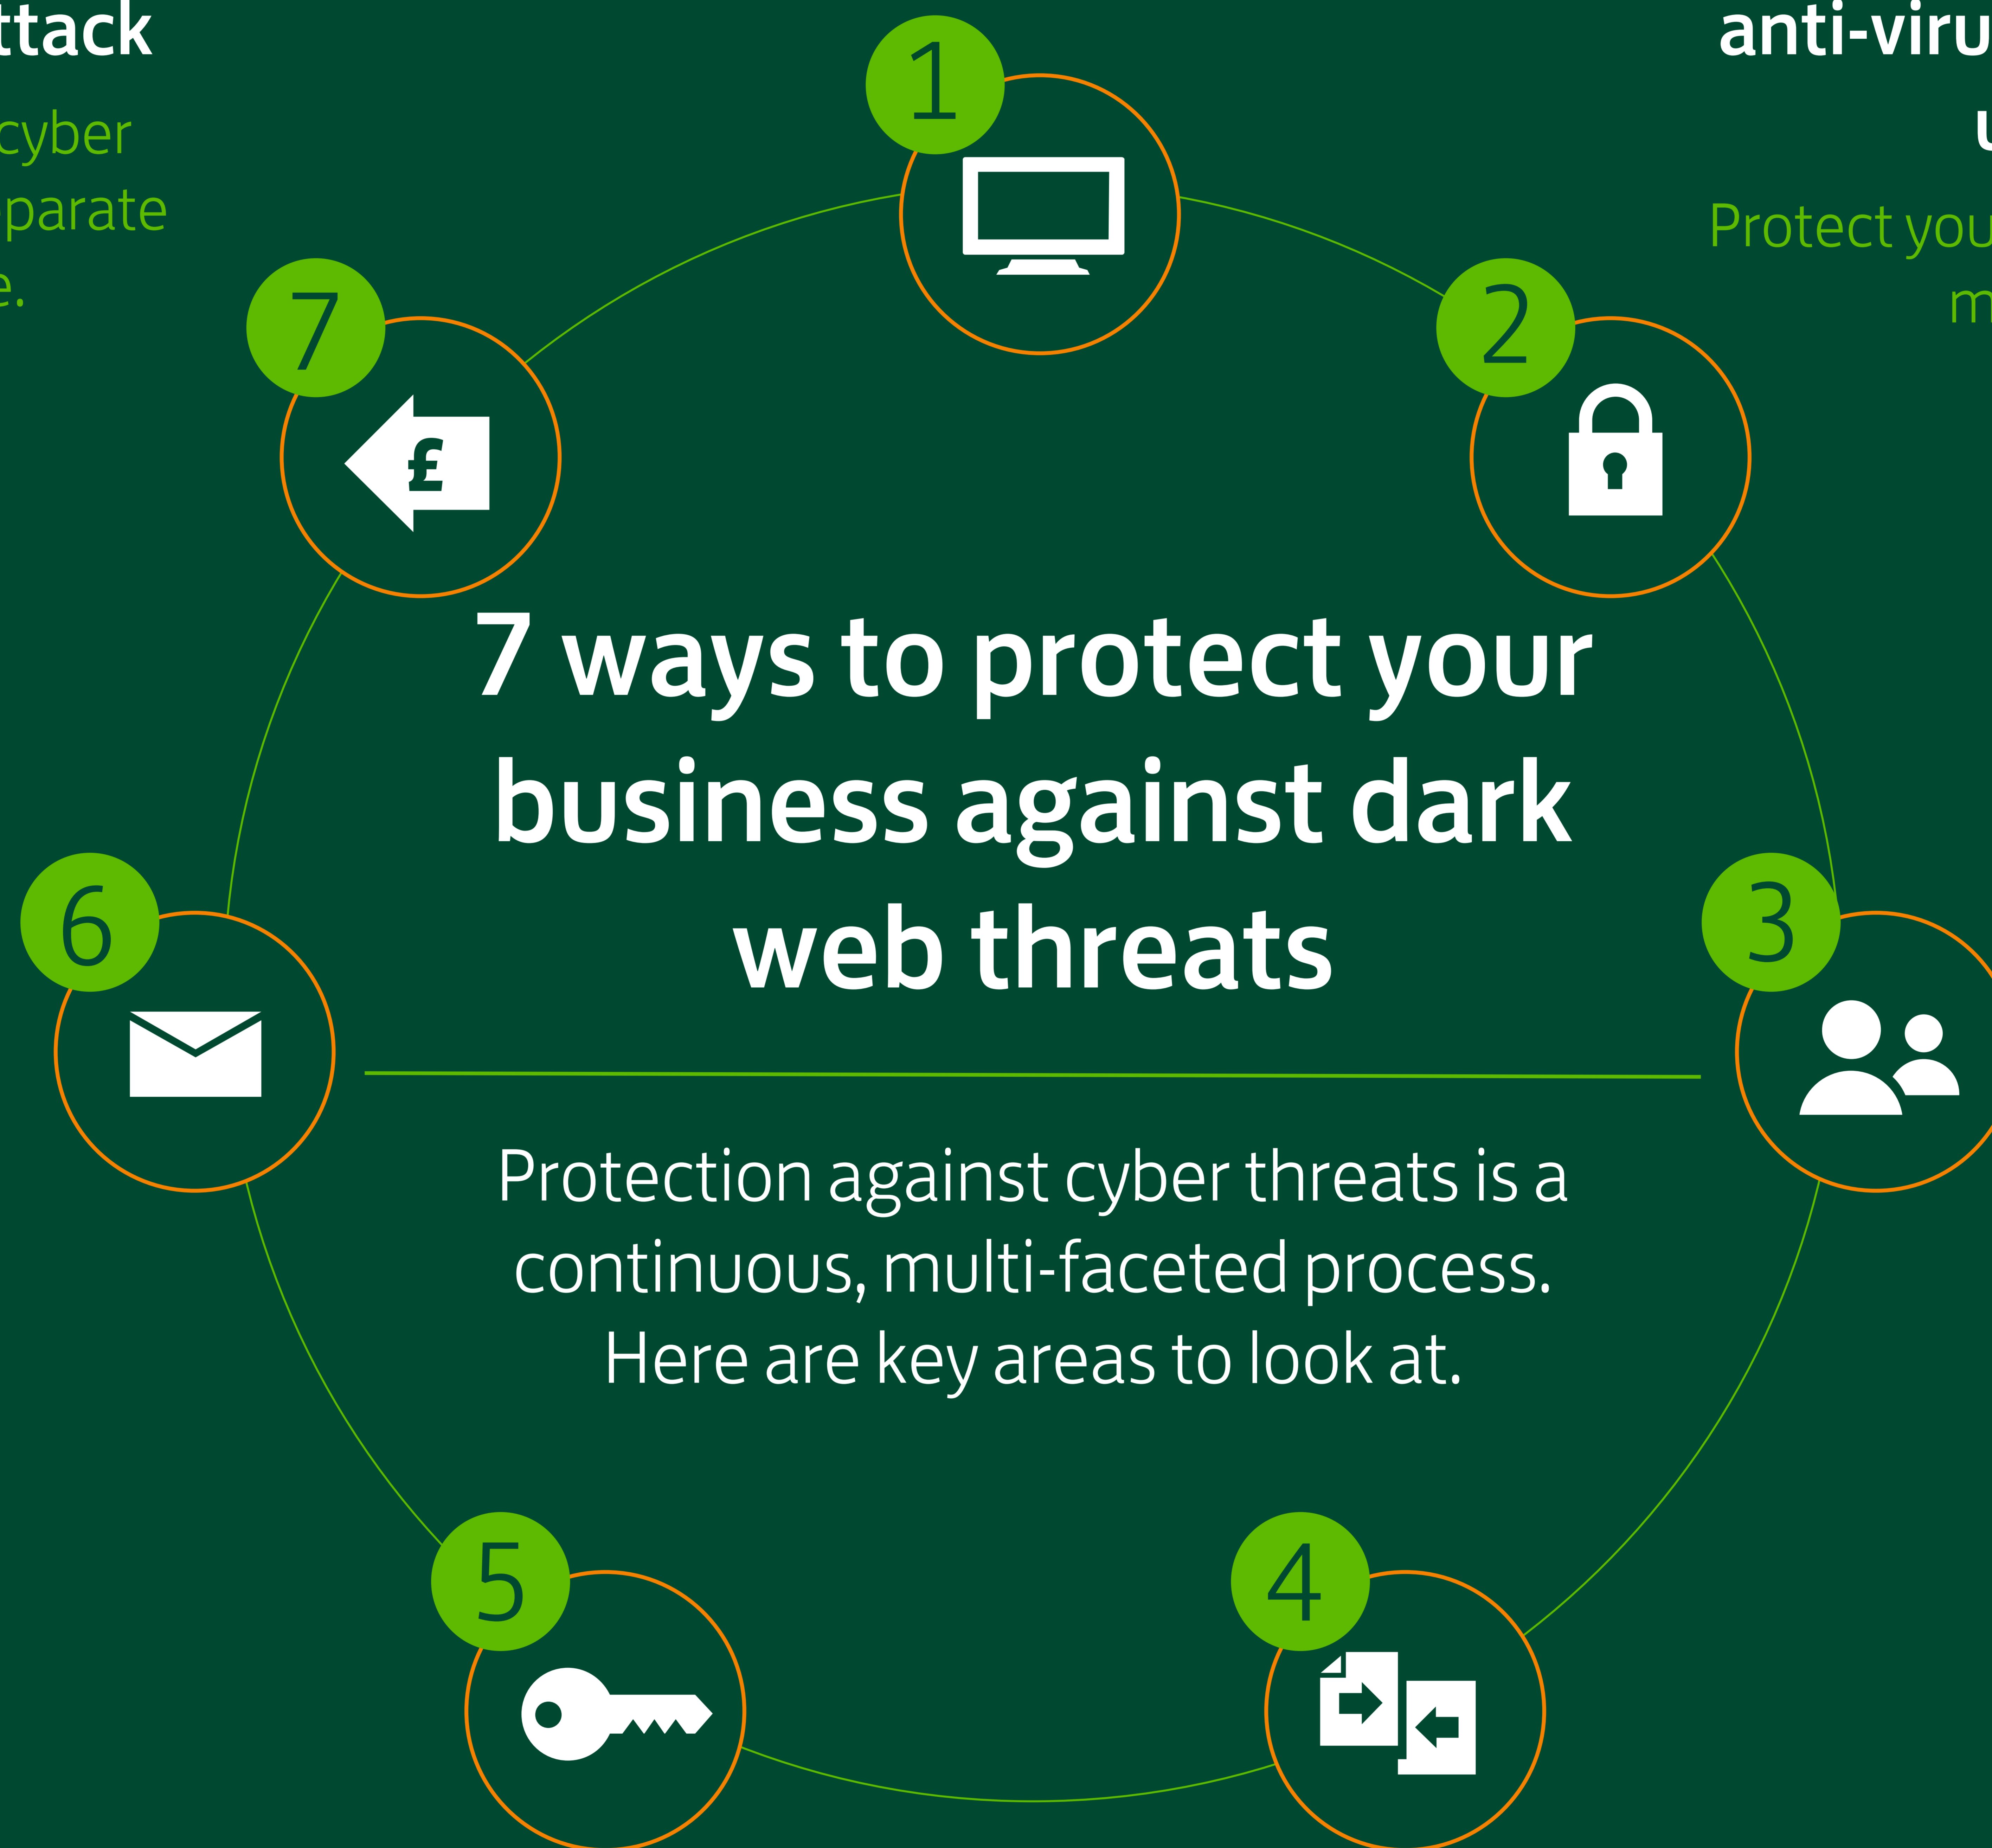 ttack
cyber
parate
e.
anti-viru
u
Protect you
m
1
2
3
4
5
6
7
£
7 ways to protect your
business against dark
web threats
Protection against cyber threats is a
continuous, multi-faceted process.
Here are key areas to look at.